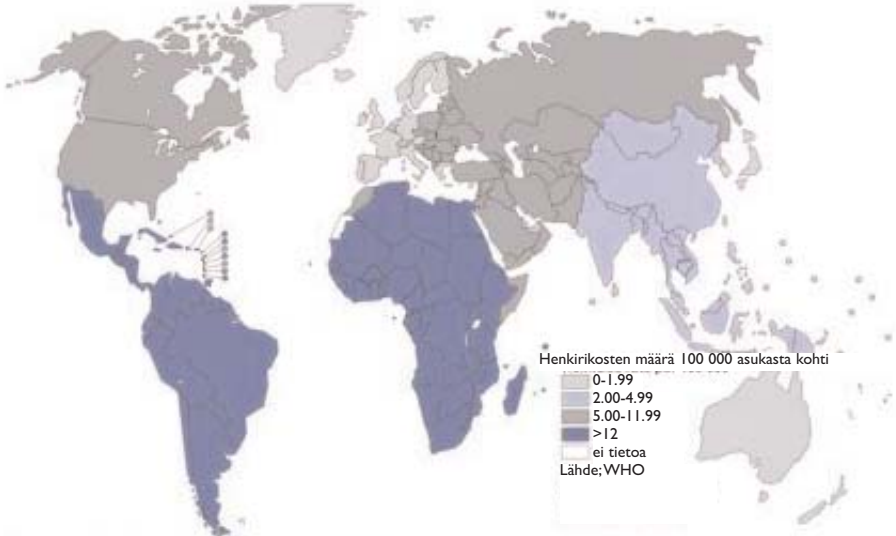 Henkirikosten määrä 100 000 asukasta kohti
0-1.99
2.00-4.99
5.00-11.99
>12
ei tietoa
Lähde;WHO